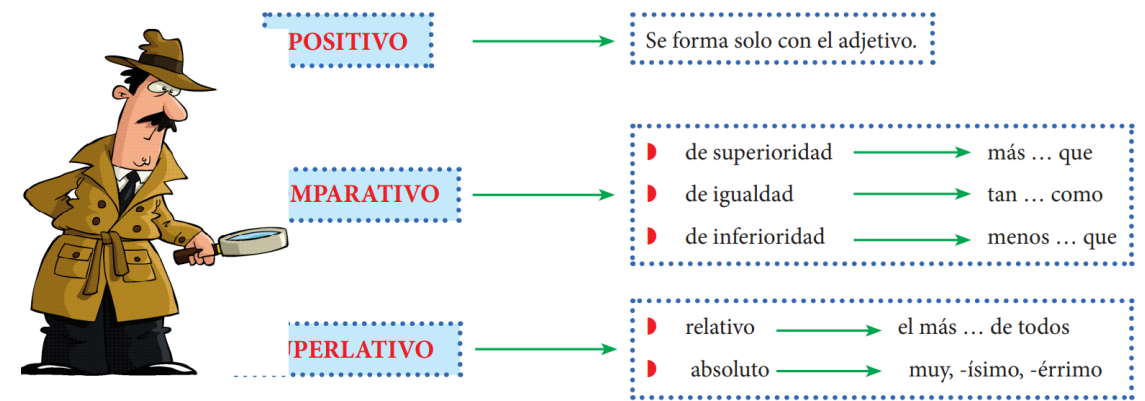 POSITIVO Se forma solo con el adjetivo.
de superioridad más … que
OMPARATIVO de igualdad tan … como
de inferioridad menos … que
relativo el más … de todos
UPERLATIVO
absoluto muy, -ísimo, -érrimo